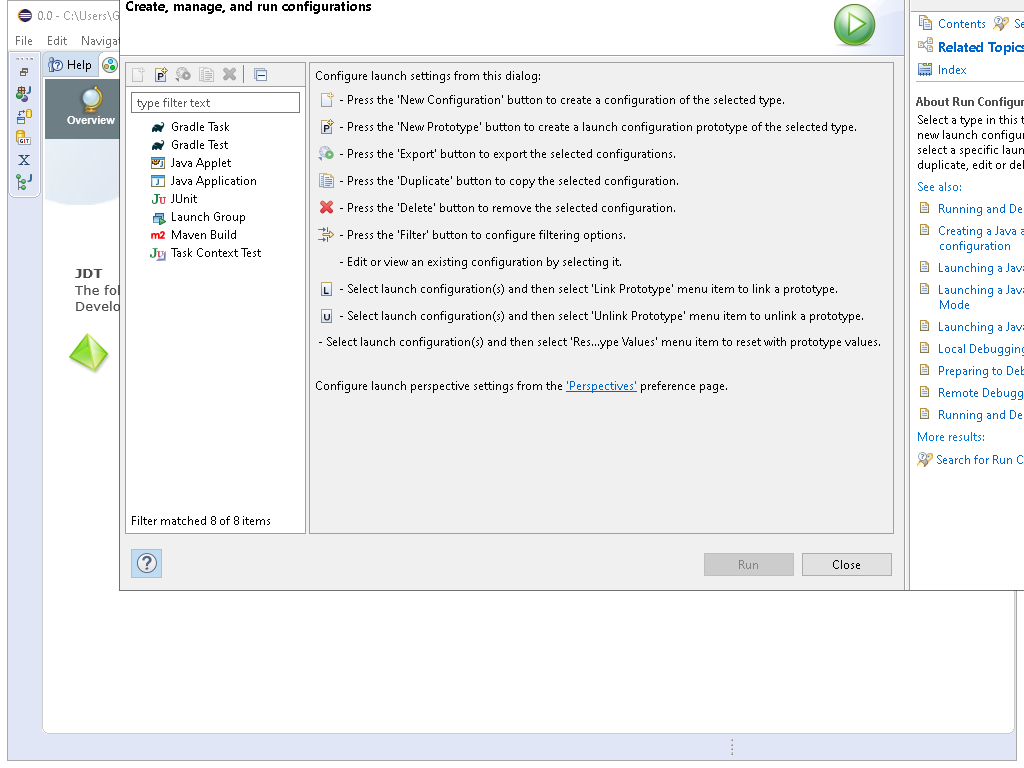 0.0 - C:\Users\G
File Edit Navigat
Help
Overview
JDT
The fol
Develo
Create, manage, and run configurations
type filter text
Gradle Task
Gradle Test
Java Applet
Java Application
JUnit
Launch Group
Maven Build
Task Context Test
Filter matched 8 of 8 items
Configure launch settings from this dialog:
- Press the 'New Configuration' button to create a configuration of the selected type.
- Press the 'New Prototype' button to create a launch configuration prototype of the selected type.
- Press the 'Export' button to export the selected configurations.
- Press the 'Duplicate' button to copy the selected configuration.
- Press the 'Delete' button to remove the selected configuration.
- Press the 'Filter' button to configure filtering options.
- Edit or view an existing configuration by selecting it.
- Select launch configuration(s) and then select 'Link Prototype' menu item to link a prototype.
- Select launch configuration(s) and then select 'Unlink Prototype' menu item to unlink a prototype.
- Select launch configuration(s) and then select 'Res...ype Values' menu item to reset with prototype values.
Configure launch perspective settings from the 'Perspectives' preference page.
Run
Close
Contents Se
Related Topics
Index
About Run Configur
Select a type in this t
new launch configu
select a specific laun
duplicate, edit or del
See also:
Running and De
Creating a Java a
configuration
Launching a Java
Launching a Java
Mode
Launching a Java
Local Debugging
Preparing to Deb
Remote Debugg
Running and De
More results:
Search for Run C